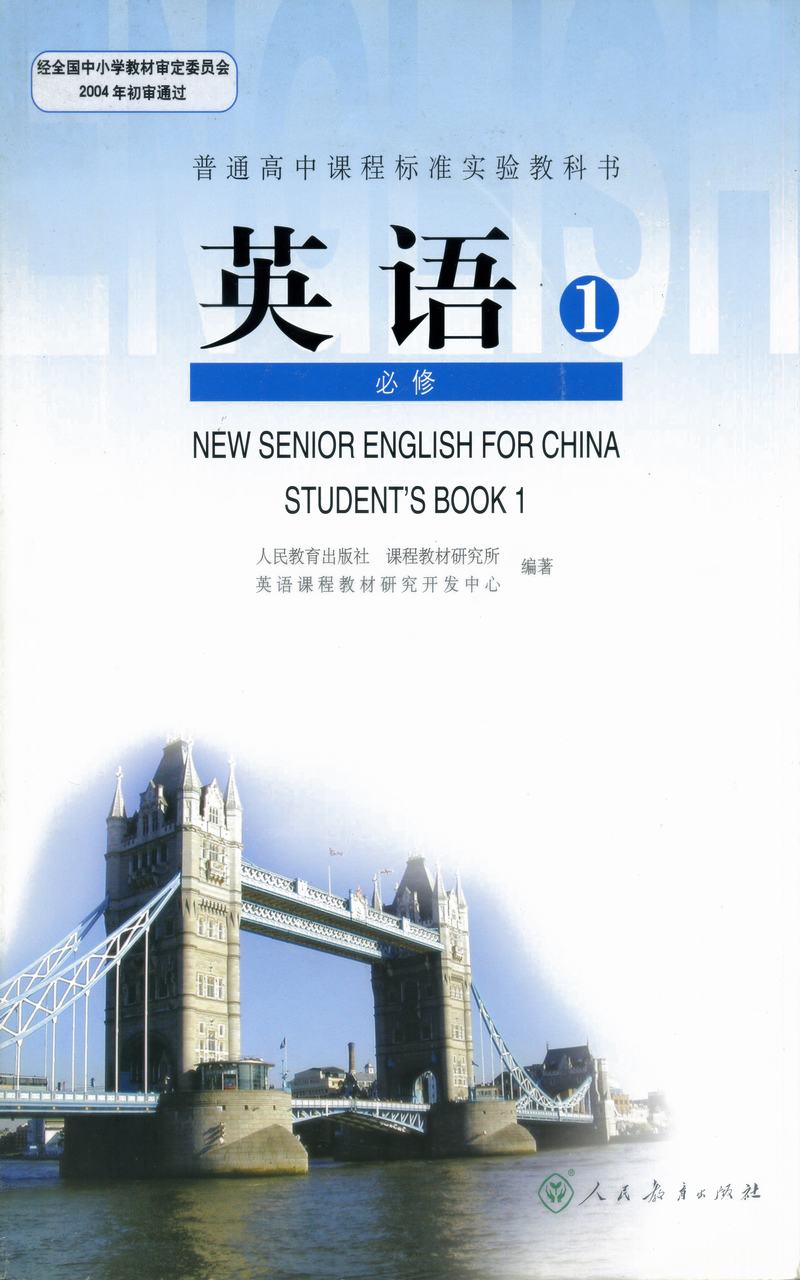 经全国中小学教材审定委员会
2004年初审通过
ENGLISH
普通高中课程标准实验教科书
英语 1
必修
NEW SENIOR ENGLISH FOR CHINA
STUDENT'S BOOK 1
人民教育出版社 课程教材研究所
英语课程教材研究开发中心
编著
人民教育出版社